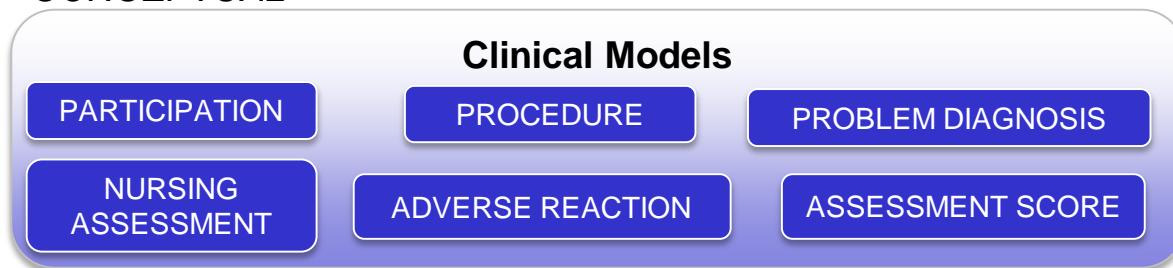 Clinical Models
PARTICIPATION
PROCEDURE
PROBLEM DIAGNOSIS
NURSING
ASSESSMENT
ADVERSE REACTION
ASSESSMENT SCORE